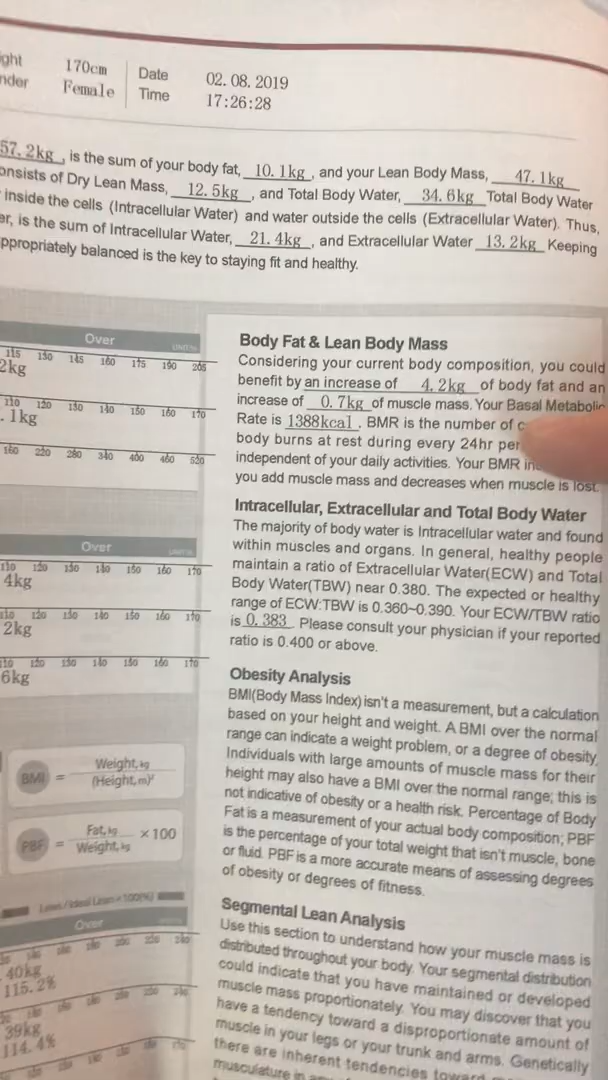 ght 170cm Date 02. 08. 2019
nder Female Time 17:26:28
57. 2kg , is the sum of your body fat, 10. 1kg , and your Lean Body Mass, 47. 1kg
onsists of Dry Lean Mass, 12. 5kg , and Total Body Water, 34. 6kg Total Body Water
inside the cells (Intracellular Water) and water outside the cells (Extracellular Water). Thus,
er, is the sum of Intracellular Water, 21. 4kg , and Extracellular Water 13. 2kg Keeping
ppropriately balanced is the key to staying fit and healthy.
Over
115 130 145 160 175 190 205
2kg
110 120 130 140 150 160 170
. 1kg
160 220 280 340 400 460 520
Over
110 120 130 140 150 160 170
4kg
110 120 130 140 150 160 170
2kg
110 120 130 140 150 160 170
6kg
BMI = Weight, kg
(Height, m)²
PBF = Fat, kg × 100
Weight, kg
Over
40kg
115. 2%
39kg
114. 4%
Body Fat & Lean Body Mass
Considering your current body composition, you could
benefit by an increase of 4. 2kg of body fat and an
increase of 0. 7kg of muscle mass. Your Basal Metabolic
Rate is 1388kcal . BMR is the number of c
body burns at rest during every 24hr per
independent of your daily activities. Your BMR in
you add muscle mass and decreases when muscle is lost.
Intracellular, Extracellular and Total Body Water
The majority of body water is Intracellular water and found
within muscles and organs. In general, healthy people
maintain a ratio of Extracellular Water(ECW) and Total
Body Water(TBW) near 0.380. The expected or healthy
range of ECW:TBW is 0.360~0.390. Your ECW/TBW ratio
is 0. 383 Please consult your physician if your reported
ratio is 0.400 or above.
Obesity Analysis
BMI(Body Mass Index) isn't a measurement, but a calculation
based on your height and weight. A BMI over the normal
range can indicate a weight problem, or a degree of obesity.
Individuals with large amounts of muscle mass for their
height may also have a BMI over the normal range; this is
not indicative of obesity or a health risk. Percentage of Body
Fat is a measurement of your actual body composition; PBF
is the percentage of your total weight that isn't muscle, bone
or fluid. PBF is a more accurate means of assessing degrees
of obesity or degrees of fitness.
Segmental Lean Analysis
Use this section to understand how your muscle mass is
distributed throughout your body. Your segmental distribution
could indicate that you have maintained or developed
muscle mass proportionately. You may discover that you
have a tendency toward a disproportionate amount of
muscle in your legs or your trunk and arms. Genetically
there are inherent tendencies toward
musculature in